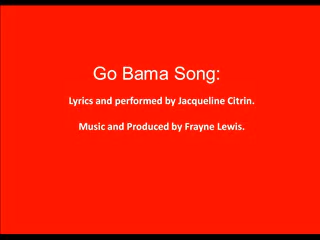 Go Bama Song:
Lyrics and performed by Jacqueline Citrin.
Music and Produced by Frayne Lewis.